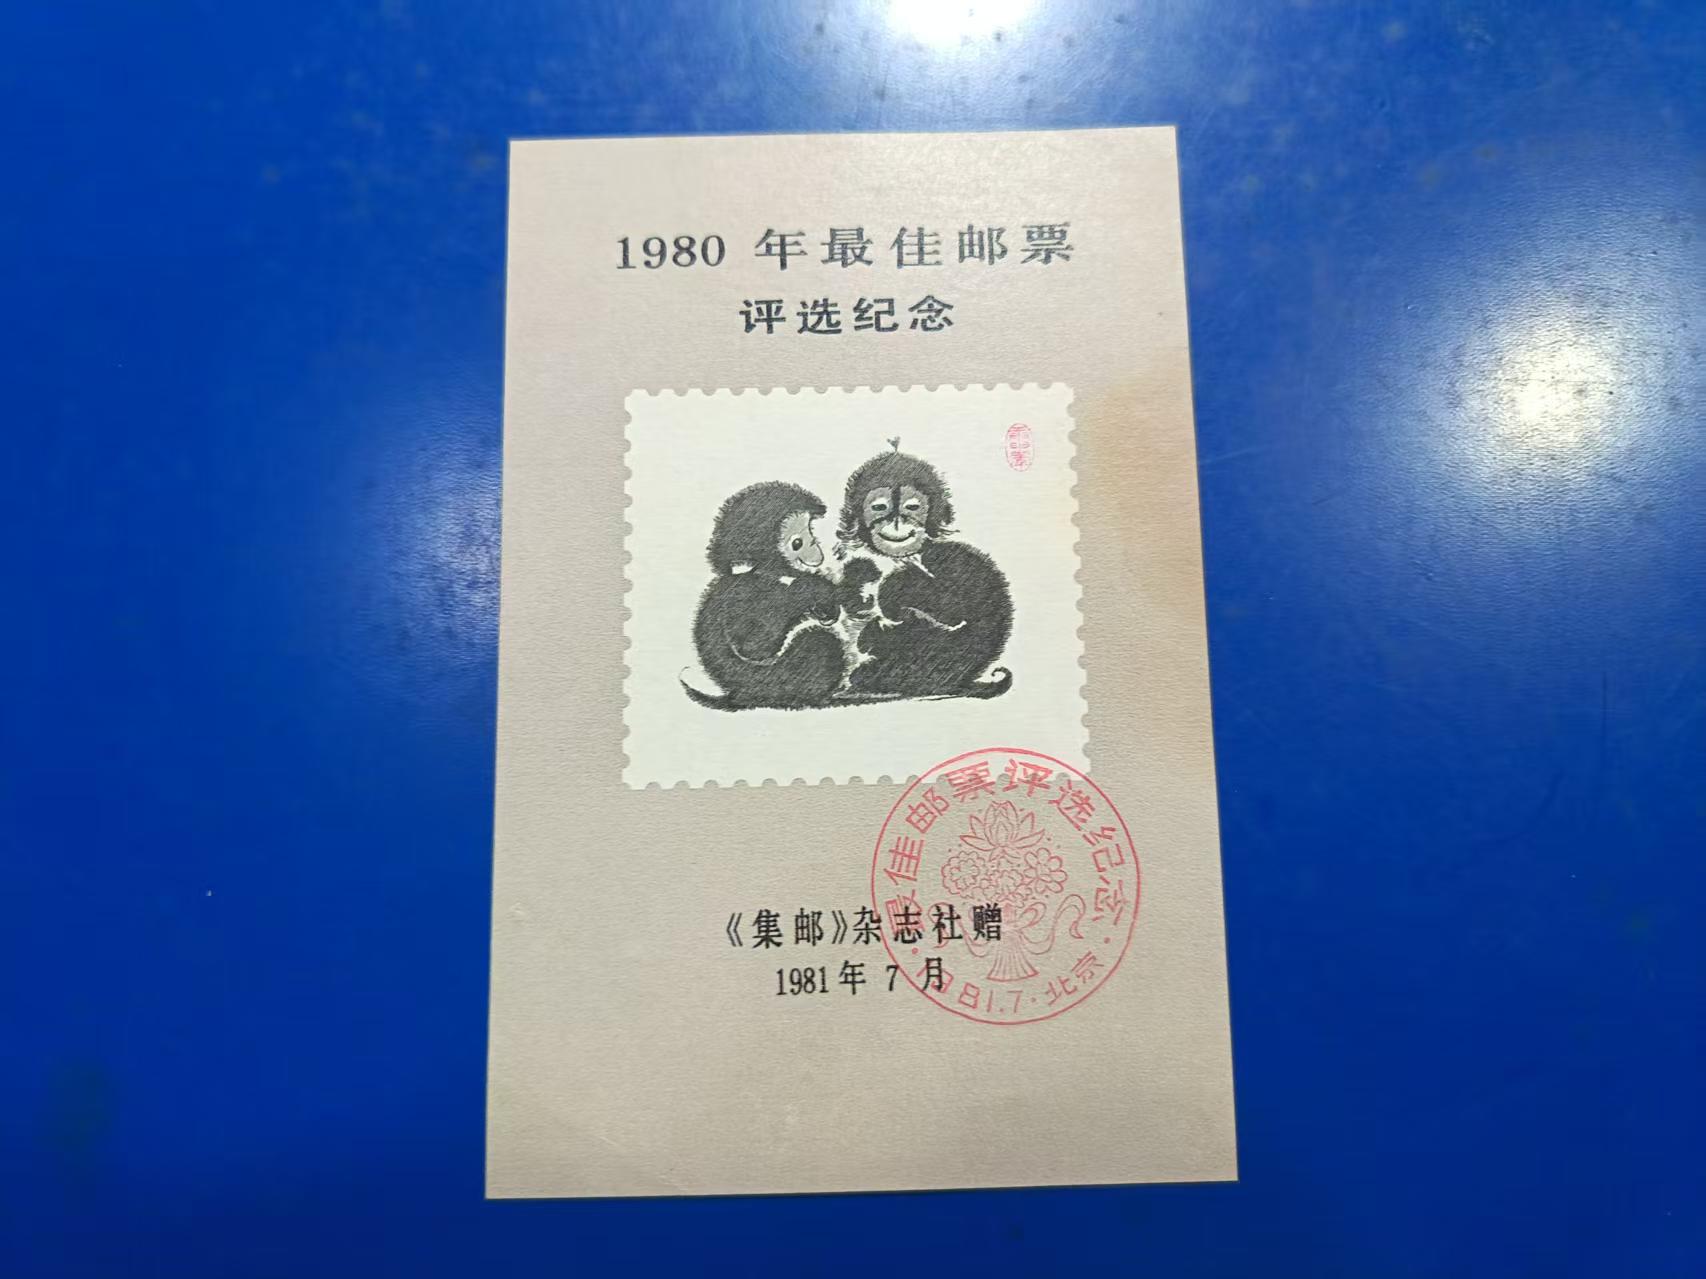 1980 年最佳邮票
评选纪念
最佳邮票评选纪念
《集邮》杂志社赠
1981年 7 月
·1981.7·北京·